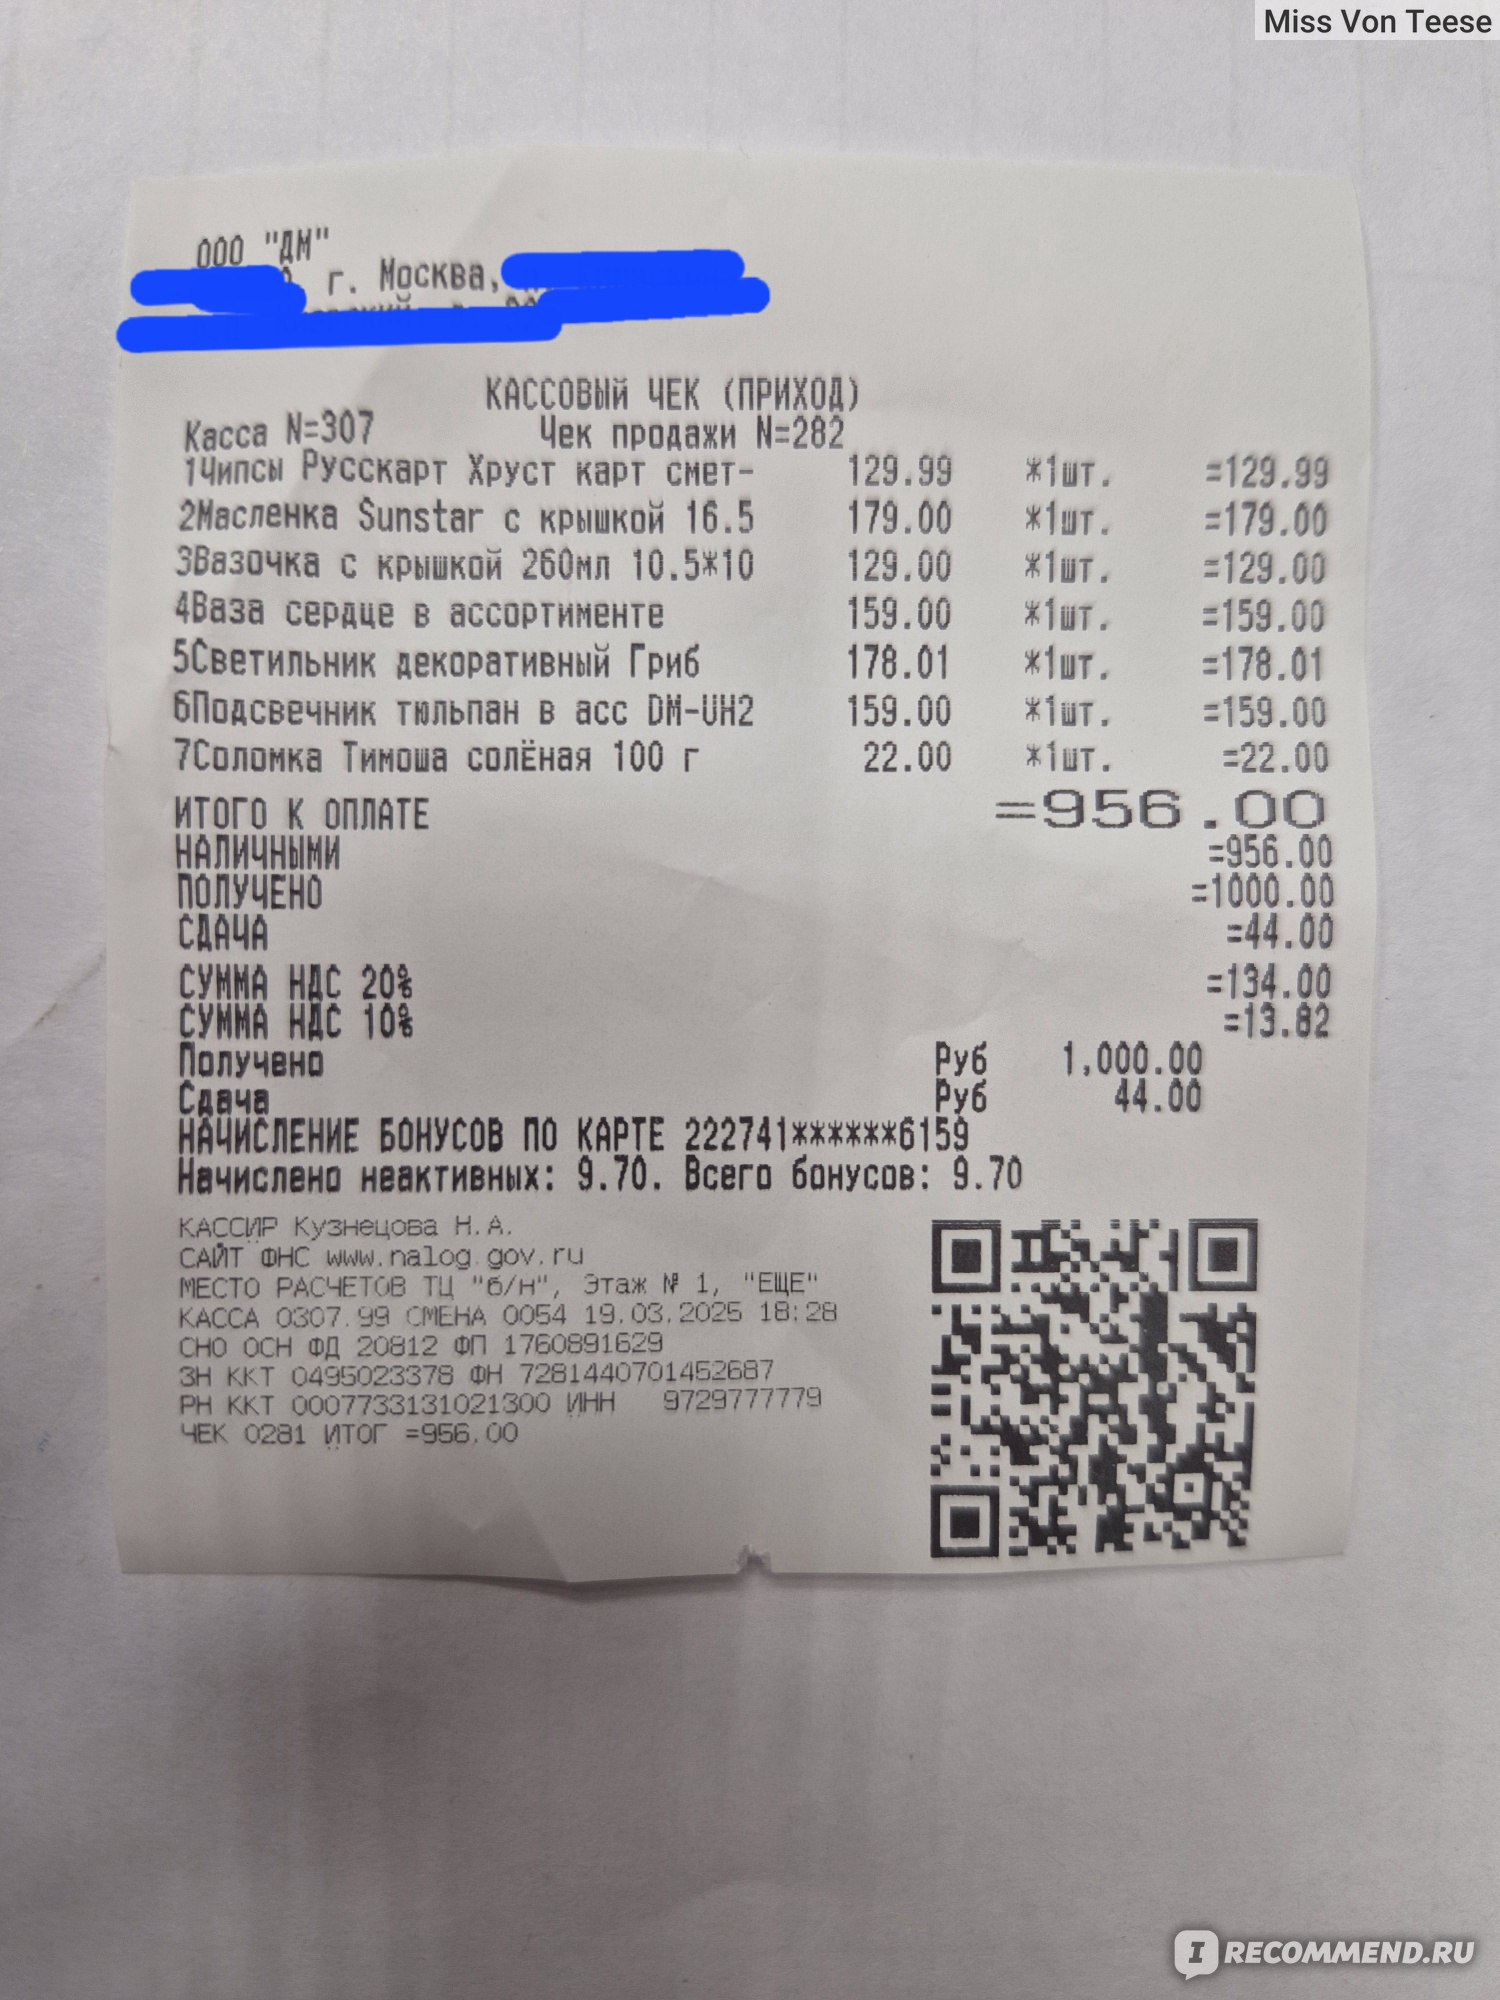 Miss Von Teese
ООО "ДМ"
г. Москва,
КАССОВЫЙ ЧЕК (ПРИХОД)
Касса N=307 Чек продажи N=282
1Чипсы Русскарт Хруст карт смет- 129.99 *1шт. =129.99
2Масленка Sunstar с крышкой 16.5 179.00 *1шт. =179.00
3Вазочка с крышкой 260мл 10.5*10 129.00 *1шт. =129.00
4Ваза сердце в ассортименте 159.00 *1шт. =159.00
5Светильник декоративный Гриб 178.01 *1шт. =178.01
6Подсвечник тюльпан в асс DM-UH2 159.00 *1шт. =159.00
7Соломка Тимоша солёная 100 г 22.00 *1шт. =22.00
ИТОГО К ОПЛАТЕ =956.00
НАЛИЧНЫМИ =956.00
ПОЛУЧЕНО =1000.00
СДАЧА =44.00
СУММА НДС 20% =134.00
СУММА НДС 10% =13.82
Получено Руб 1,000.00
Сдача Руб 44.00
НАЧИСЛЕНИЕ БОНУСОВ ПО КАРТЕ 222741******6159
Начислено неактивных: 9.70. Всего бонусов: 9.70
КАССИР Кузнецова Н.А.
САЙТ ФНС www.nalog.gov.ru
МЕСТО РАСЧЕТОВ ТЦ "б/н", Этаж № 1, "ЕЩЕ"
КАССА 0307.99 СМЕНА 0054 19.03.2025 18:28
СНО ОСН ФД 20812 ФП 1760891629
ЗН ККТ 0495023378 ФН 7281440701452687
РН ККТ 0007733131021300 ИНН 9729777779
ЧЕК 0281 ИТОГ =956.00
I RECOMMEND.RU